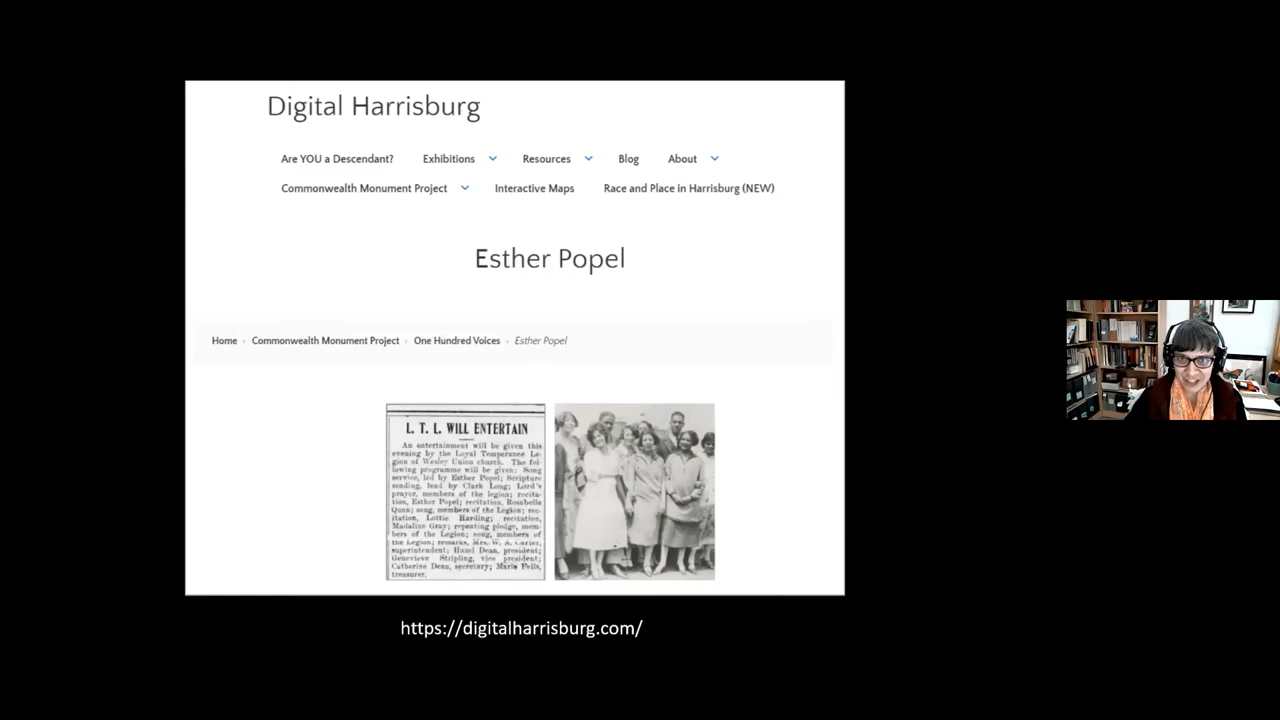 Digital Harrisburg
Are YOU a Descendant? Exhibitions Resources Blog About
Commonwealth Monument Project Interactive Maps Race and Place in Harrisburg (NEW)
Esther Popel
Home › Commonwealth Monument Project › One Hundred Voices › Esther Popel
L. T. L. WILL ENTERTAIN
An entertainment will be given this
evening by the Loyal Temperance Le-
gion of Wesley Union church. The fol-
lowing programme will be given: Song
service, led by Esther Popel; Scripture
reading, lead by Clark Long; Lord's
prayer, members of the legion; recita-
tion, Esther Popel; recitation, Rosabelle
Qunn; song, members of the Legion; rec-
itation, Lottie Harding; recitation,
Madaline Gray; repeating pledge, mem-
bers of the Legion; song, members of
the Legion; remarks, Mrs. W. A. Carter,
superintendent; Hazel Dean, president;
Genevieve Stripling, vice president;
Catherine Dean, secretary; Maria Fells,
treasurer.
https://digitalharrisburg.com/